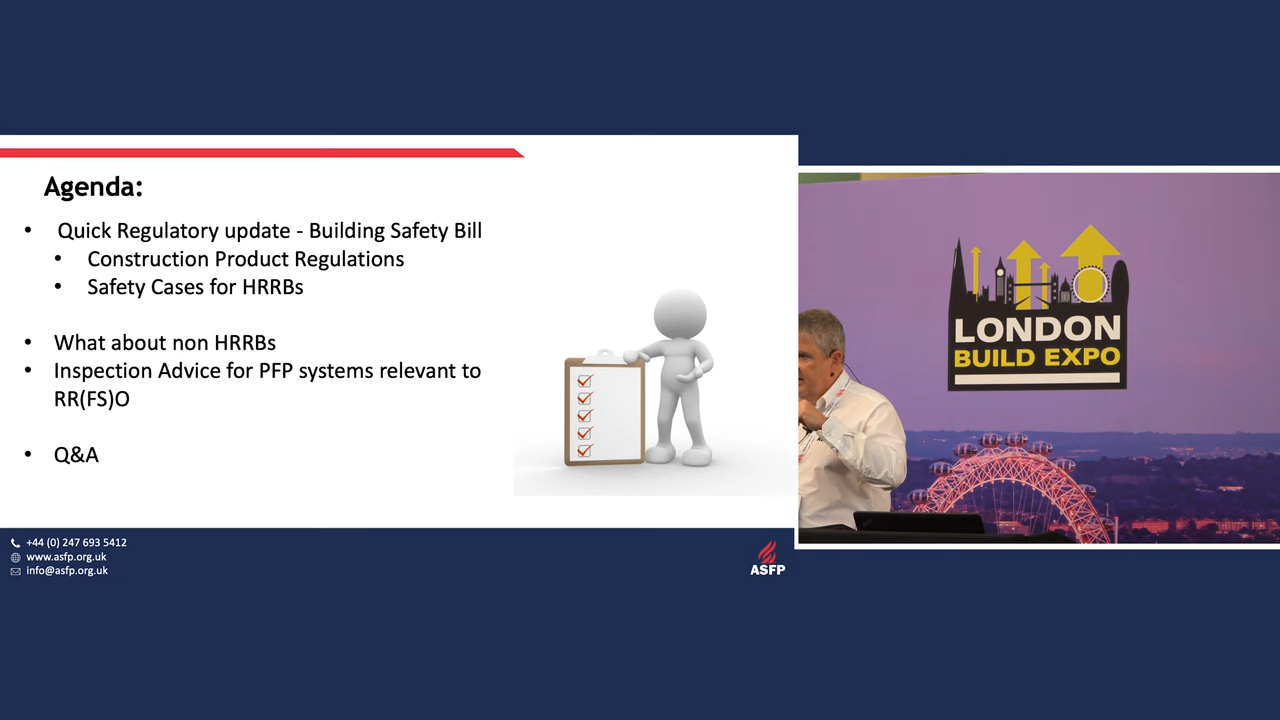 Agenda:
• Quick Regulatory update - Building Safety Bill
• Construction Product Regulations
• Safety Cases for HRRBs
• What about non HRRBs
• Inspection Advice for PFP systems relevant to
RR(FS)O
• Q&A
+44 (0) 247 693 5412
www.asfp.org.uk
info@asfp.org.uk
ASFP
LONDON
BUILD EXPO